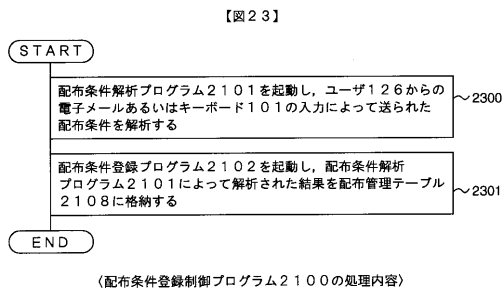 【図２３】
ＳＴＡＲＴ
配布条件解析プログラム２１０１を起動し，ユーザ１２６からの
電子メールあるいはキーボード１０１の入力によって送られた
配布条件を解析する
2300
配布条件登録プログラム２１０２を起動し，配布条件解析
プログラム２１０１によって解析された結果を配布管理テーブル
２１０８に格納する
2301
ＥＮＤ
〈配布条件登録制御プログラム２１００の処理内容〉